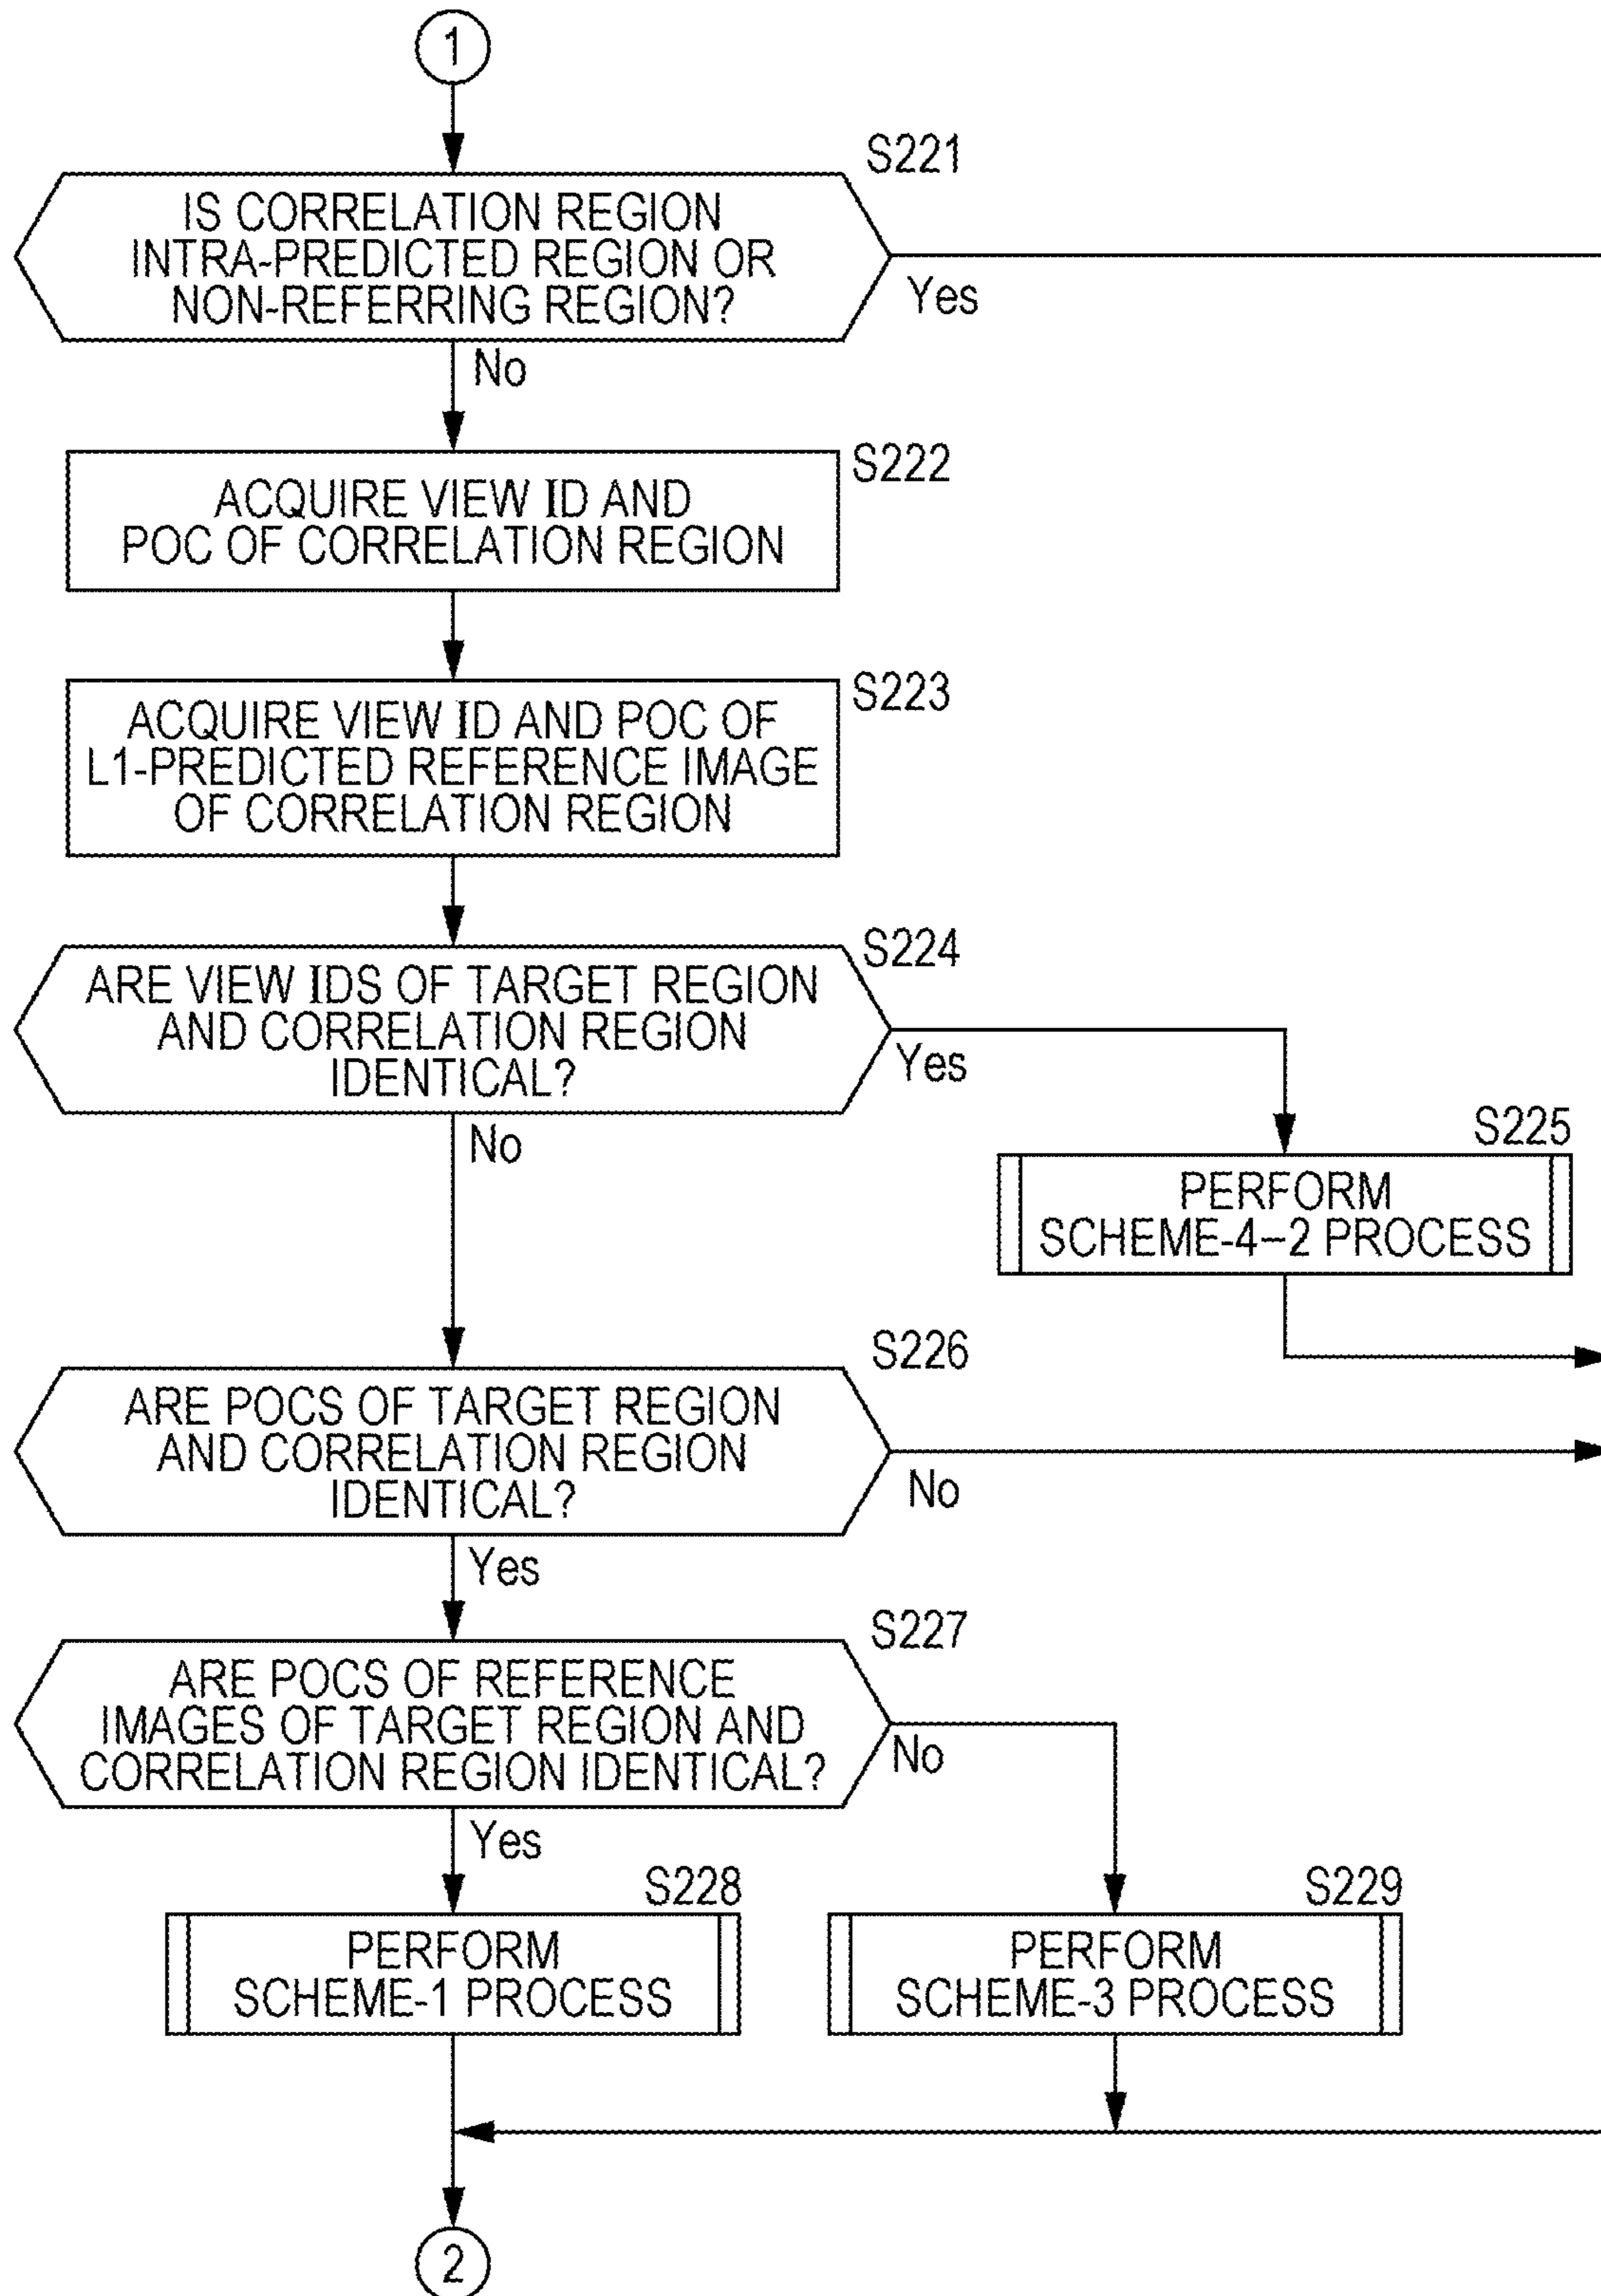 1
S221
IS CORRELATION REGION
INTRA-PREDICTED REGION OR
NON-REFERRING REGION?
Yes
No
S222
ACQUIRE VIEW ID AND
POC OF CORRELATION REGION
S223
ACQUIRE VIEW ID AND POC OF
L1-PREDICTED REFERENCE IMAGE
OF CORRELATION REGION
S224
ARE VIEW IDS OF TARGET REGION
AND CORRELATION REGION
IDENTICAL?
Yes
No
S225
PERFORM
SCHEME-4-2 PROCESS
S226
ARE POCS OF TARGET REGION
AND CORRELATION REGION
IDENTICAL?
No
Yes
S227
ARE POCS OF REFERENCE
IMAGES OF TARGET REGION AND
CORRELATION REGION IDENTICAL?
No
Yes
S228
PERFORM
SCHEME-1 PROCESS
S229
PERFORM
SCHEME-3 PROCESS
2